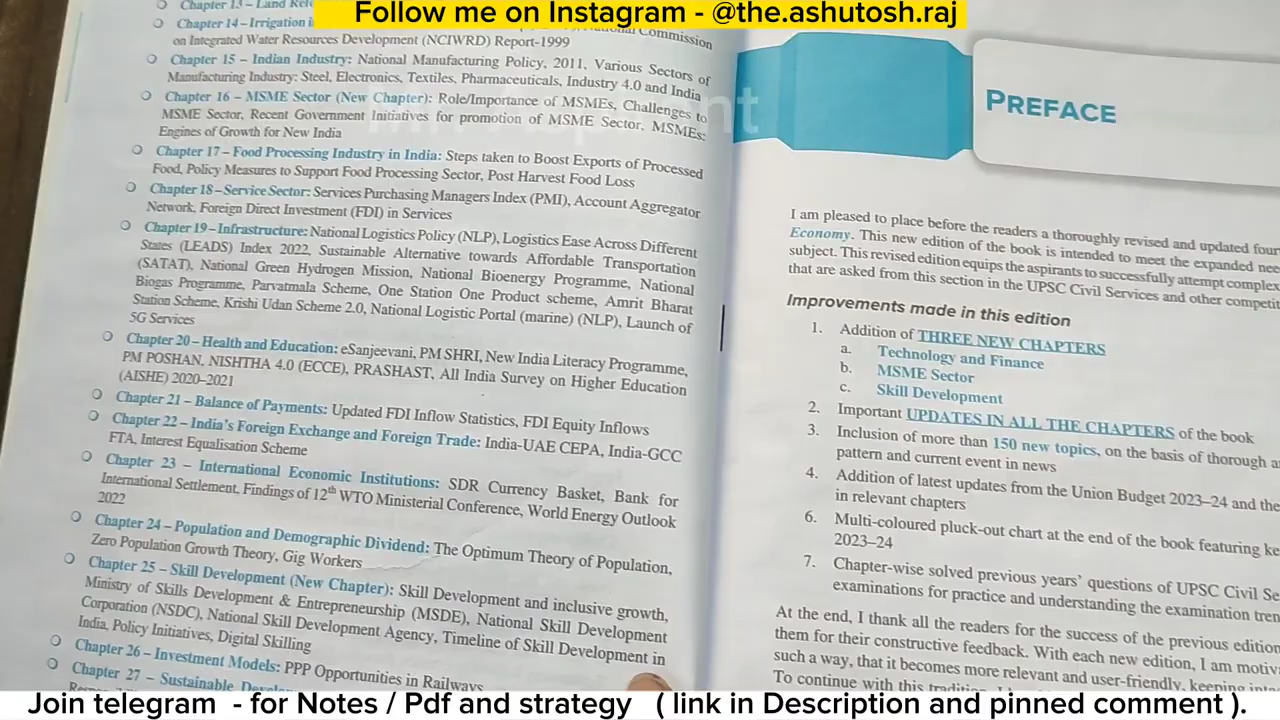 Follow me on Instagram - @the.ashutosh.raj
Chapter 13 – Land
Chapter 14 – Irrigation
Commission
on Integrated Water Resources Development (NCIWRD) Report-1999
Chapter 15 – Indian Industry: National Manufacturing Policy, 2011, Various Sectors of
Manufacturing Industry: Steel, Electronics, Textiles, Pharmaceuticals, Industry 4.0 and India
Chapter 16 – MSME Sector (New Chapter): Role/Importance of MSMEs, Challenges to
MSME Sector, Recent Government Initiatives for promotion of MSME Sector, MSMEs:
Engines of Growth for New India
Chapter 17 – Food Processing Industry in India: Steps taken to Boost Exports of Processed
Food, Policy Measures to Support Food Processing Sector, Post Harvest Food Loss
Chapter 18 – Service Sector: Services Purchasing Managers Index (PMI), Account Aggregator
Network, Foreign Direct Investment (FDI) in Services
Chapter 19 – Infrastructure: National Logistics Policy (NLP), Logistics Ease Across Different
States (LEADS) Index 2022, Sustainable Alternative towards Affordable Transportation
(SATAT), National Green Hydrogen Mission, National Bioenergy Programme, National
Biogas Programme, Parvatmala Scheme, One Station One Product scheme, Amrit Bharat
Station Scheme, Krishi Udan Scheme 2.0, National Logistic Portal (marine) (NLP), Launch of
5G Services
Chapter 20 – Health and Education: eSanjeevani, PM SHRI, New India Literacy Programme,
PM POSHAN, NISHTHA 4.0 (ECCE), PRASHAST, All India Survey on Higher Education
(AISHE) 2020–2021
Chapter 21 – Balance of Payments: Updated FDI Inflow Statistics, FDI Equity Inflows
Chapter 22 – India's Foreign Exchange and Foreign Trade: India-UAE CEPA, India-GCC
FTA, Interest Equalisation Scheme
Chapter 23 – International Economic Institutions: SDR Currency Basket, Bank for
International Settlement, Findings of 12th WTO Ministerial Conference, World Energy Outlook
2022
Chapter 24 – Population and Demographic Dividend: The Optimum Theory of Population,
Zero Population Growth Theory, Gig Workers
Chapter 25 – Skill Development (New Chapter): Skill Development and inclusive growth,
Ministry of Skills Development & Entrepreneurship (MSDE), National Skill Development
Corporation (NSDC), National Skill Development Agency, Timeline of Skill Development in
India, Policy Initiatives, Digital Skilling
Chapter 26 – Investment Models: PPP Opportunities in Railways
Chapter 27 – Sustainable
PREFACE
I am pleased to place before the readers a thoroughly revised and updated
Economy. This new edition of the book is intended to meet the expanded
subject. This revised edition equips the aspirants to successfully attempt
that are asked from this section in the UPSC Civil Services and other
Improvements made in this edition
1. Addition of THREE NEW CHAPTERS
a. Technology and Finance
b. MSME Sector
c. Skill Development
2. Important UPDATES IN ALL THE CHAPTERS of the book
3. Inclusion of more than 150 new topics, on the basis of thorough
pattern and current event in news
4. Addition of latest updates from the Union Budget 2023–24 and the
in relevant chapters
6. Multi-coloured pluck-out chart at the end of the book featuring
2023–24
7. Chapter-wise solved previous years' questions of UPSC Civil
examinations for practice and understanding the examination
At the end, I thank all the readers for the success of the previous
them for their constructive feedback. With each new edition, I am
such a way, that it becomes more relevant and user-friendly, keeping
To continue with this
Join telegram - for Notes / Pdf and strategy ( link in Description and pinned comment ).